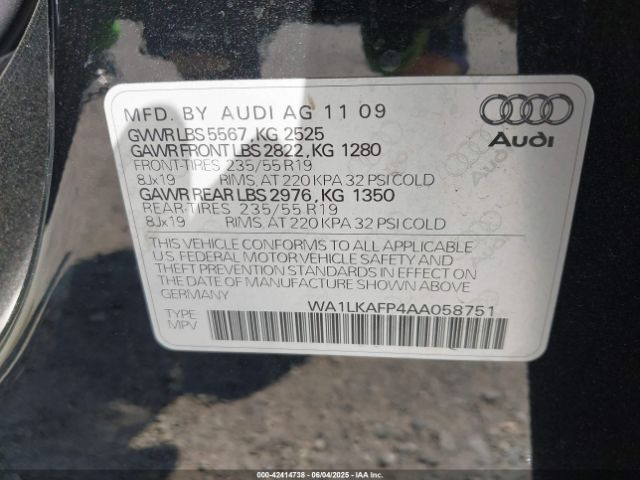 MFD. BY AUDI AG 11 09
GVWR LBS 5567, KG 2525
GAWR FRONT LBS 2822, KG 1280
FRONT-TIRES 235/55 R19
8Jx19 RIMS, AT 220 KPA 32 PSI COLD
GAWR REAR LBS 2976, KG 1350
REAR-TIRES 235/55 R19
8Jx19 RIMS, AT 220 KPA 32 PSI COLD
THIS VEHICLE CONFORMS TO ALL APPLICABLE
U.S. FEDERAL MOTOR VEHICLE SAFETY AND
THEFT PREVENTION STANDARDS IN EFFECT ON
THE DATE OF MANUFACTURE SHOWN ABOVE
GERMANY
WA1LKAFP4AA058751
TYPE:
MPV
Audi
000-42414738 - 06/04/2025 - IAA Inc.